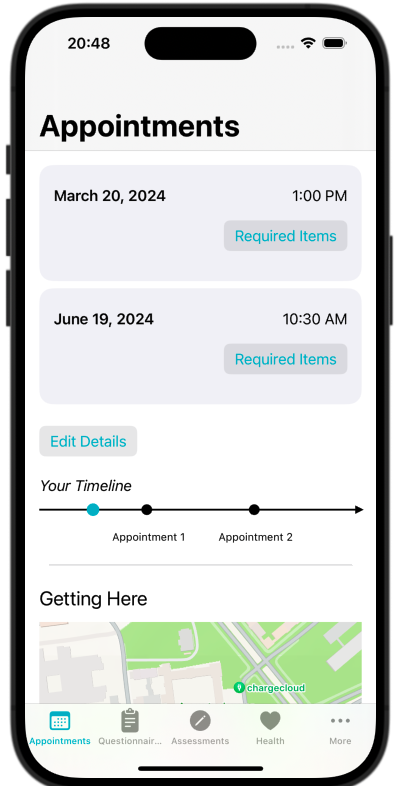 20:48
Appointments
March 20, 2024 1:00 PM
Required Items
June 19, 2024 10:30 AM
Required Items
Edit Details
Your Timeline
Appointment 1 Appointment 2
Getting Here
chargecloud
Appointments Questionnair... Assessments Health More